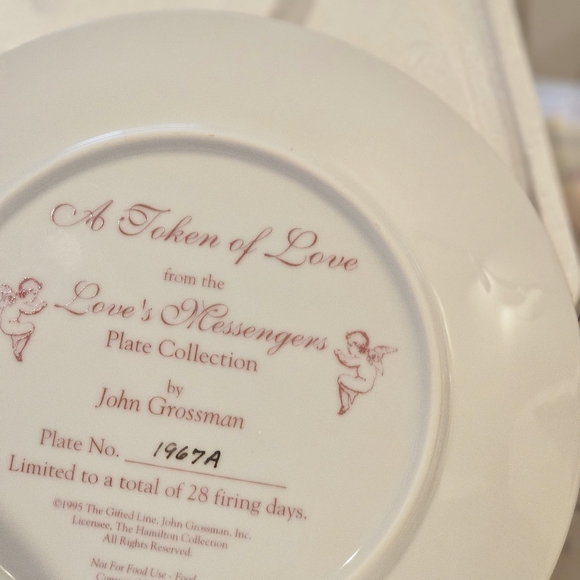 A Token of Love
from the
Love's Messengers
Plate Collection
by
John Grossman
Plate No. 1967A
Limited to a total of 28 firing days.
©1995 The Gifted Line, John Grossman, Inc.
Licensee, The Hamilton Collection
All Rights Reserved.
Not For Food Use - Food